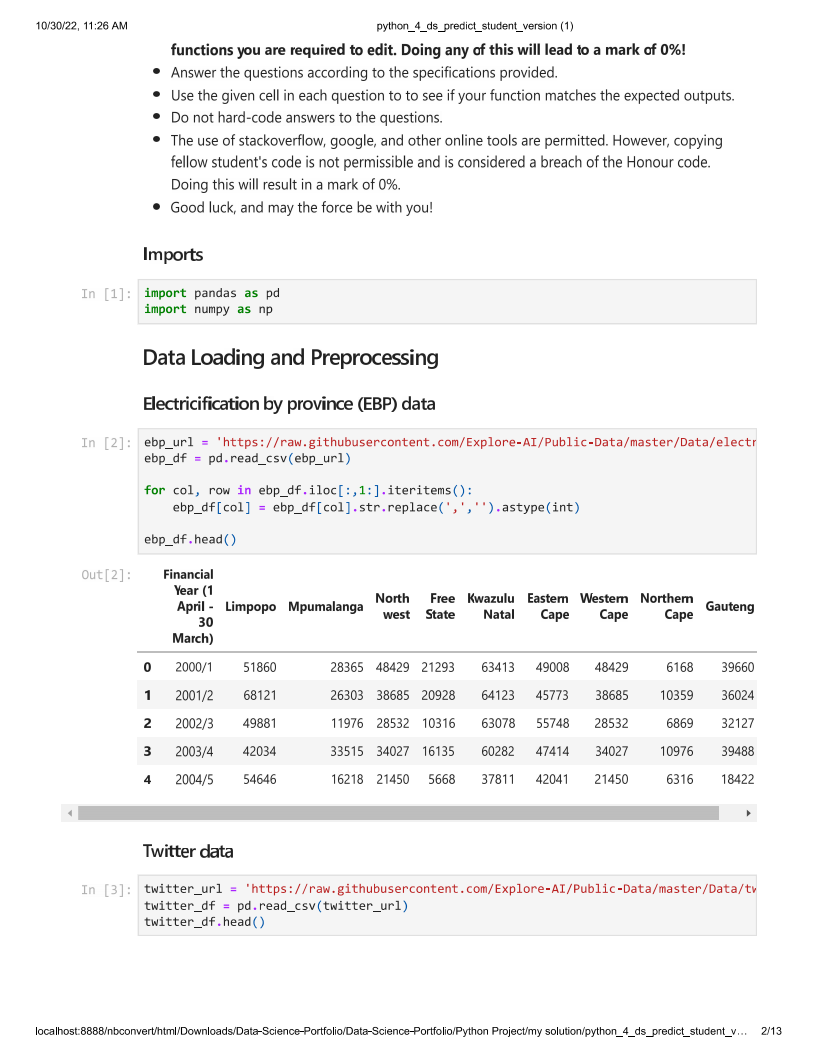 10/30/22, 11:26 AM
python_4_ds_predict_student_version (1)
functions you are required to edit. Doing any of this will lead to a mark of 0%!
• Answer the questions according to the specifications provided.
• Use the given cell in each question to to see if your function matches the expected outputs.
• Do not hard-code answers to the questions.
• The use of stackoverflow, google, and other online tools are permitted. However, copying
fellow student's code is not permissible and is considered a breach of the Honour code.
Doing this will result in a mark of 0%.
• Good luck, and may the force be with you!
Imports
In [1]: import pandas as pd
import numpy as np
Data Loading and Preprocessing
Electricification by province (EBP) data
In [2]: ebp_url = 'https://raw.githubusercontent.com/Explore-AI/Public-Data/master/Data/electr
ebp_df = pd.read_csv(ebp_url)
for col, row in ebp_df.iloc[:,1:].iteritems():
    ebp_df[col] = ebp_df[col].str.replace(',','').astype(int)
ebp_df.head()
Out[2]:
Financial
Year (1
April -
30
March)
Limpopo Mpumalanga North west Free State Kwazulu Natal Eastern Cape Western Cape Northern Cape Gauteng
0 2000/1 51860 28365 48429 21293 63413 49008 48429 6168 39660
1 2001/2 68121 26303 38685 20928 64123 45773 38685 10359 36024
2 2002/3 49881 11976 28532 10316 63078 55748 28532 6869 32127
3 2003/4 42034 33515 34027 16135 60282 47414 34027 10976 39488
4 2004/5 54646 16218 21450 5668 37811 42041 21450 6316 18422
Twitter data
In [3]: twitter_url = 'https://raw.githubusercontent.com/Explore-AI/Public-Data/master/Data/tw
twitter_df = pd.read_csv(twitter_url)
twitter_df.head()
localhost:8888/nbconvert/html/Downloads/Data-Science-Portfolio/Data-Science-Portfolio/Python Project/my solution/python_4_ds_predict_student_v… 2/13